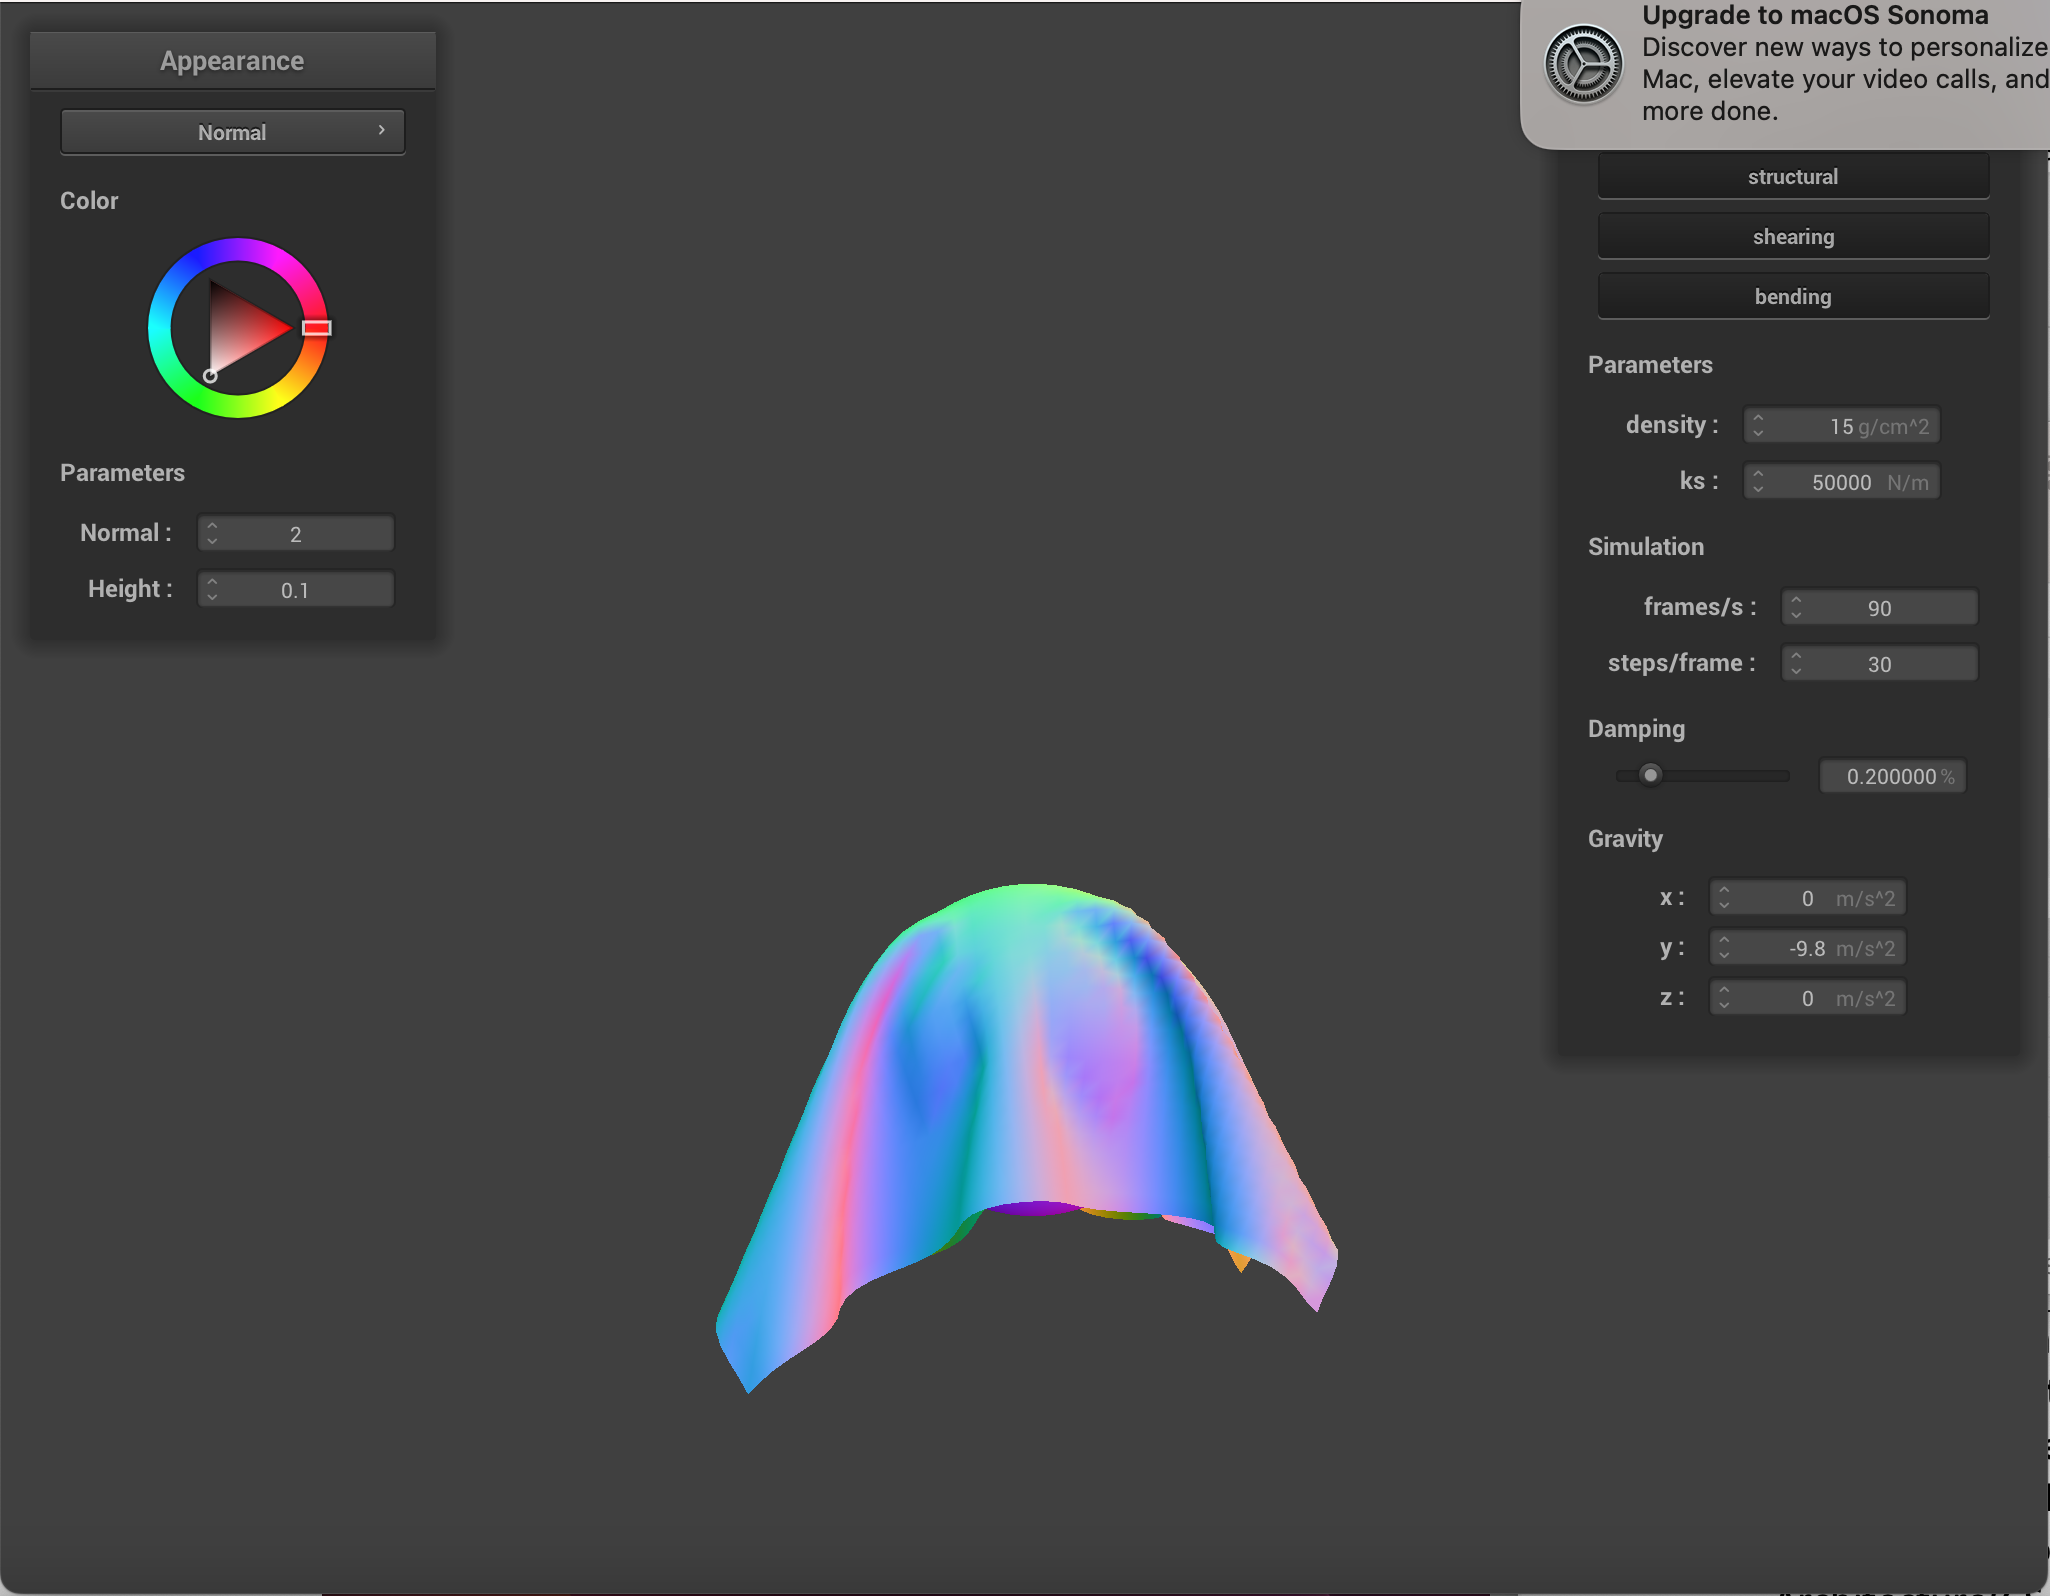 Appearance
Normal
Color
Parameters
Normal :
2
Height :
0.1
Upgrade to macOS Sonoma
Discover new ways to personalize
Mac, elevate your video calls, and
more done.
structural
shearing
bending
Parameters
density :
15 g/cm^2
ks :
50000 N/m
Simulation
frames/s :
90
steps/frame :
30
Damping
0.200000 %
Gravity
x :
0 m/s^2
y :
-9.8 m/s^2
z :
0 m/s^2